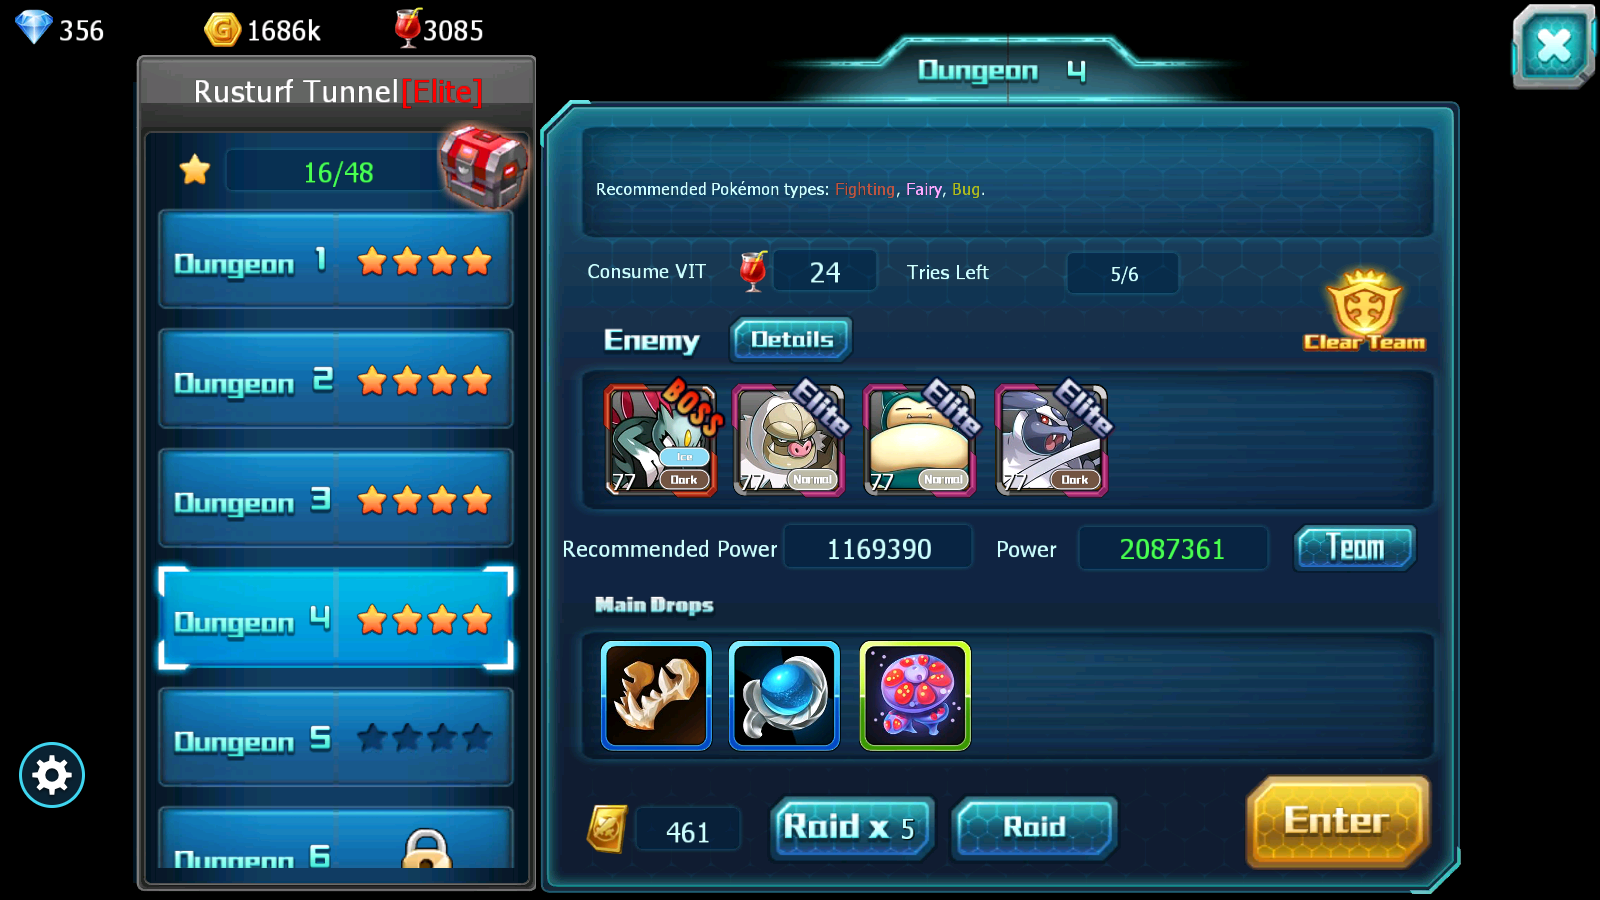 356
1686k
3085
Rusturf Tunnel[Elite]
16/48
Dungeon 1
Dungeon 2
Dungeon 3
Dungeon 4
Dungeon 5
Dungeon 6
Dungeon 4
Recommended Pokémon types: Fighting, Fairy, Bug.
Consume VIT 24 Tries Left 5/6
Clear Team
Enemy Details
BOSS Elite Elite Elite
Ice
77 Dark 77 Normal 77 Normal 77 Dark
Recommended Power 1169390 Power 2087361 Team
Main Drops
461 Raid x 5 Raid Enter